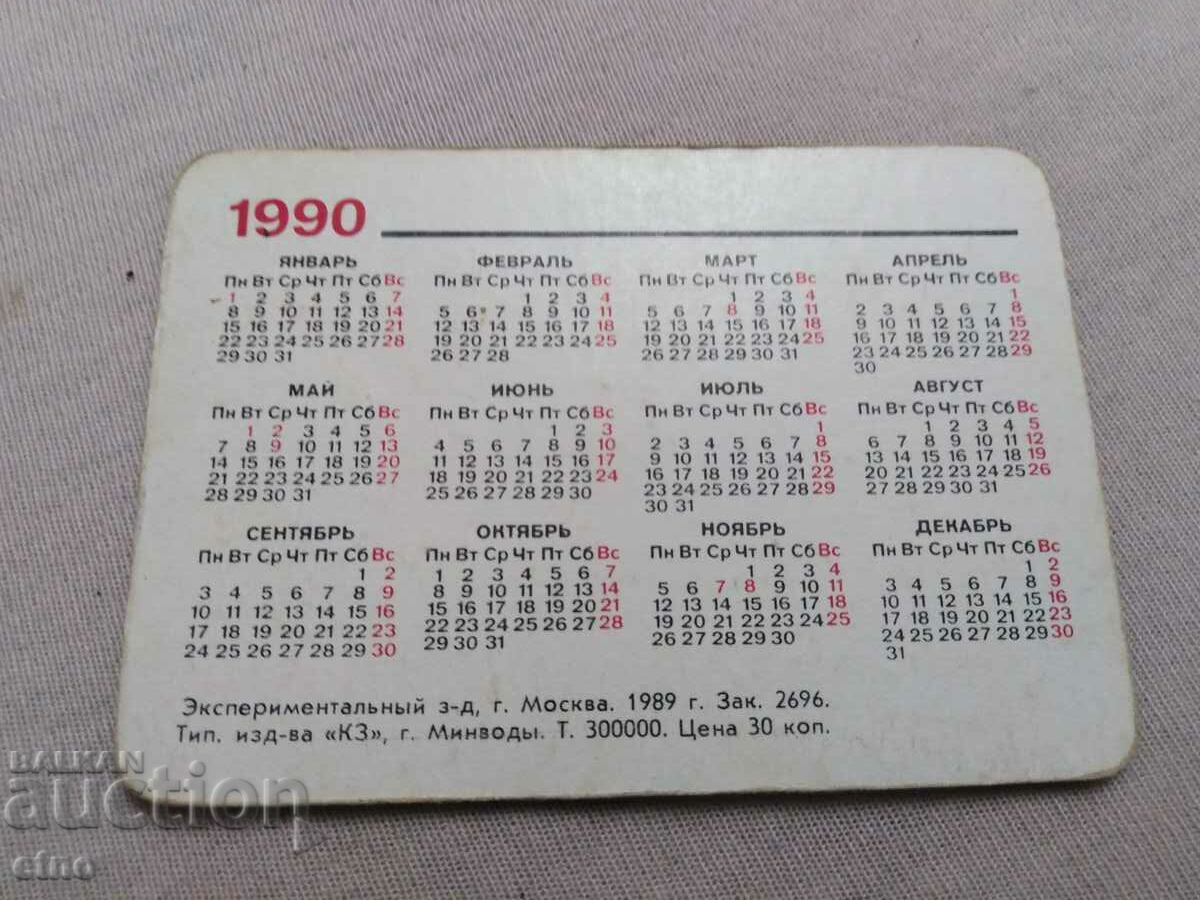 1990
ЯНВАРЬ ФЕВРАЛЬ МАРТ АПРЕЛЬ
Пн Вт Ср Чт Пт Сб Вс Пн Вт Ср Чт Пт Сб Вс Пн Вт Ср Чт Пт Сб Вс Пн Вт Ср Чт Пт Сб Вс
1 2 3 4 5 6 7 1 2 3 4 1 2 3 4 1
8 9 10 11 12 13 14 5 6 7 8 9 10 11 5 6 7 8 9 10 11 2 3 4 5 6 7 8
15 16 17 18 19 20 21 12 13 14 15 16 17 18 12 13 14 15 16 17 18 9 10 11 12 13 14 15
22 23 24 25 26 27 28 19 20 21 22 23 24 25 19 20 21 22 23 24 25 16 17 18 19 20 21 22
29 30 31 26 27 28 26 27 28 29 30 31 23 24 25 26 27 28 29
30
МАЙ ИЮНЬ ИЮЛЬ АВГУСТ
Пн Вт Ср Чт Пт Сб Вс Пн Вт Ср Чт Пт Сб Вс Пн Вт Ср Чт Пт Сб Вс Пн Вт Ср Чт Пт Сб Вс
1 2 3 4 5 6 1 2 3 1 1 2 3 4 5
7 8 9 10 11 12 13 4 5 6 7 8 9 10 2 3 4 5 6 7 8 6 7 8 9 10 11 12
14 15 16 17 18 19 20 11 12 13 14 15 16 17 9 10 11 12 13 14 15 13 14 15 16 17 18 19
21 22 23 24 25 26 27 18 19 20 21 22 23 24 16 17 18 19 20 21 22 20 21 22 23 24 25 26
28 29 30 31 25 26 27 28 29 30 23 24 25 26 27 28 29 27 28 29 30 31
30 31
СЕНТЯБРЬ ОКТЯБРЬ НОЯБРЬ ДЕКАБРЬ
Пн Вт Ср Чт Пт Сб Вс Пн Вт Ср Чт Пт Сб Вс Пн Вт Ср Чт Пт Сб Вс Пн Вт Ср Чт Пт Сб Вс
1 2 1 2 3 4 5 6 7 1 2 3 4 1 2
3 4 5 6 7 8 9 8 9 10 11 12 13 14 5 6 7 8 9 10 11 3 4 5 6 7 8 9
10 11 12 13 14 15 16 15 16 17 18 19 20 21 12 13 14 15 16 17 18 10 11 12 13 14 15 16
17 18 19 20 21 22 23 22 23 24 25 26 27 28 19 20 21 22 23 24 25 17 18 19 20 21 22 23
24 25 26 27 28 29 30 29 30 31 26 27 28 29 30 24 25 26 27 28 29 30
31
Экспериментальный з-д, г. Москва. 1989 г. Зак. 2696.
Тип. изд-ва «КЗ», г. Минводы. Т. 300000. Цена 30 коп.
BALKAN
auction
etno